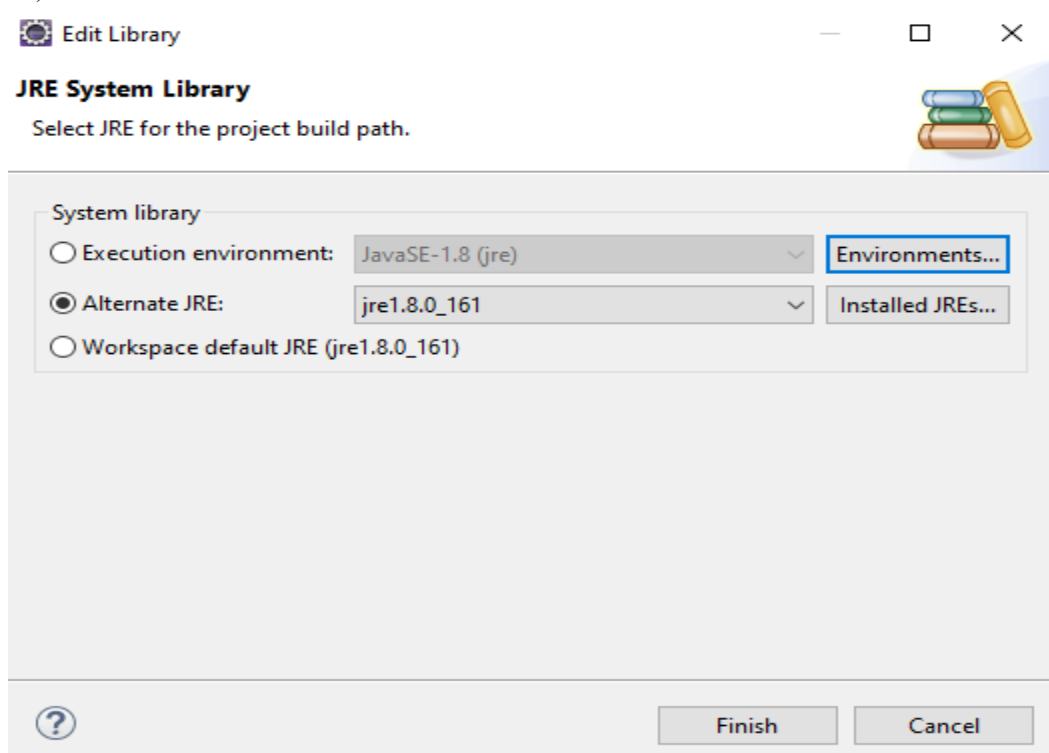 Edit Library
JRE System Library
Select JRE for the project build path.
System library
Execution environment: JavaSE-1.8 (jre) Environments...
Alternate JRE: jre1.8.0_161 Installed JREs...
Workspace default JRE (jre1.8.0_161)
? Finish Cancel